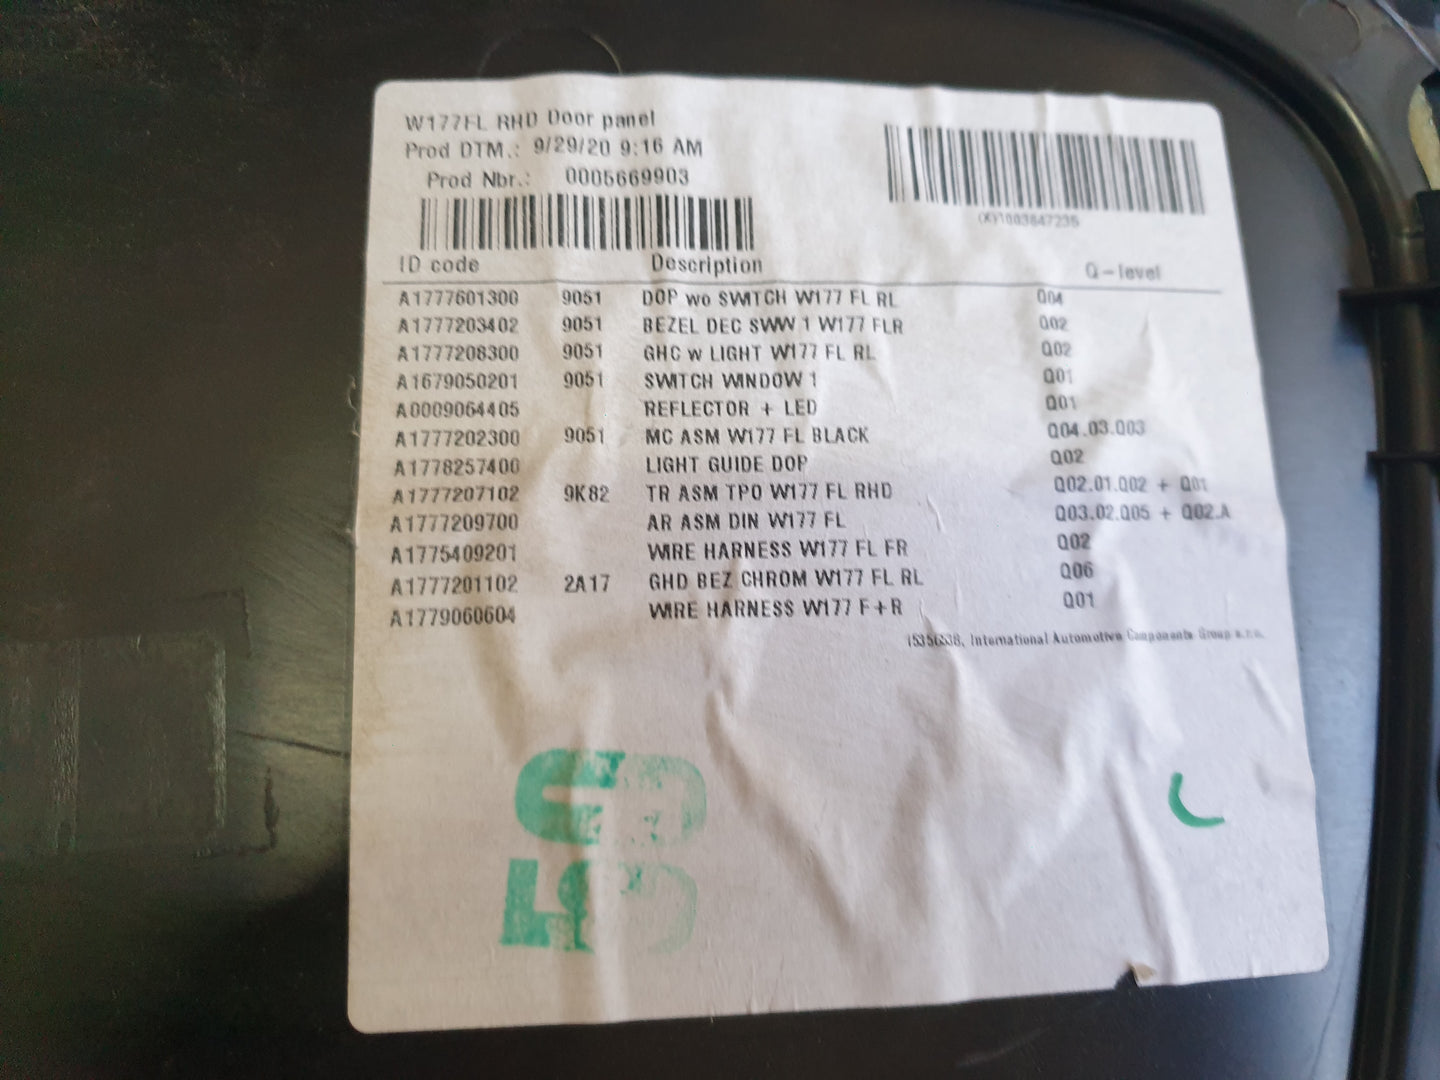 W177FL RHD Door panel
Prod DTM.: 9/29/20 9:16 AM
Prod Nbr.: 0005669903
ID code Description Q-level
A1777601300 9051 DOP wo SWITCH W177 FL RL Q04
A1777203402 9051 BEZEL DEC SWW 1 W177 FLR Q02
A1777208300 9051 GHC w LIGHT W177 FL RL Q02
A1679050201 9051 SWITCH WINDOW 1 Q01
A0009064405 REFLECTOR + LED Q01
A1777202300 9051 MC ASM W177 FL BLACK Q04.03.Q03
A1778257400 LIGHT GUIDE DOP Q02
A1777207102 9K82 TR ASM TPO W177 FL RHD Q02.01.Q02 + Q01
A1777209700 AR ASM DIN W177 FL Q03.02.Q05 + Q02.A
A1775409201 WIRE HARNESS W177 FL FR Q02
A1777201102 2A17 GHD BEZ CHROM W177 FL RL Q06
A1779060604 WIRE HARNESS W177 F+R Q01
International Automotive Components Group s.r.o.